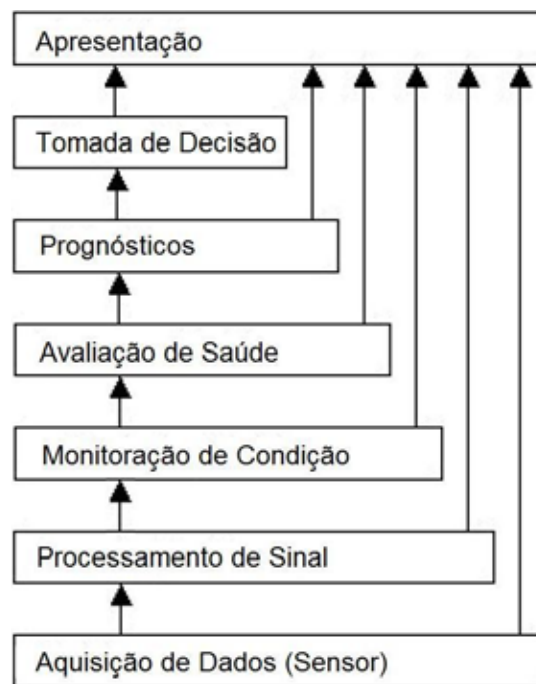 Apresentação
Tomada de Decisão
Prognósticos
Avaliação de Saúde
Monitoração de Condição
Processamento de Sinal
Aquisição de Dados (Sensor)